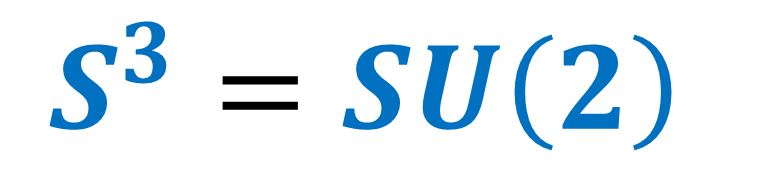 S³ = SU(2)